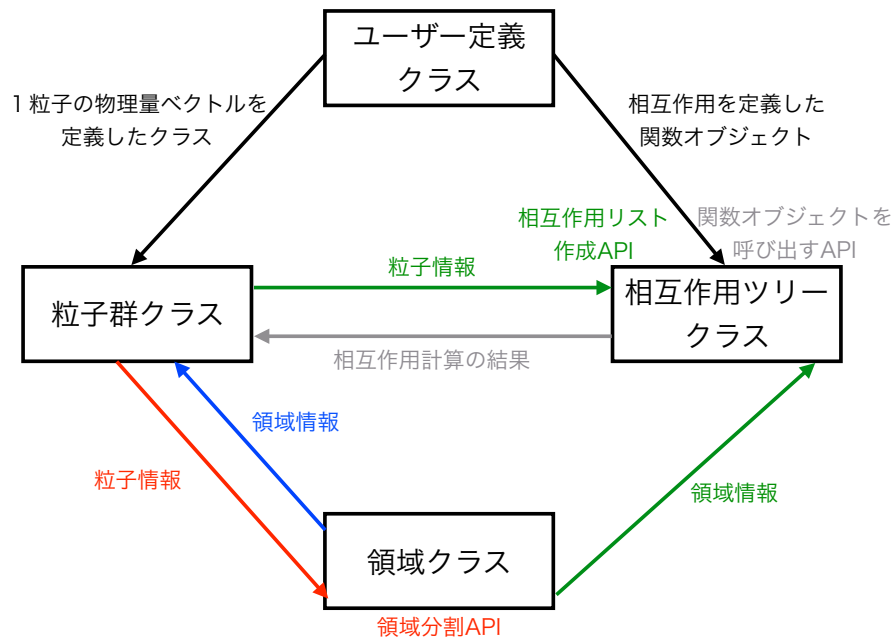 ユーザー定義
クラス
1粒子の物理量ベクトルを
定義したクラス
相互作用を定義した
関数オブジェクト
相互作用リスト
作成API
関数オブジェクトを
呼び出すAPI
粒子情報
粒子群クラス
相互作用ツリー
クラス
相互作用計算の結果
領域情報
粒子情報
領域情報
領域クラス
領域分割API